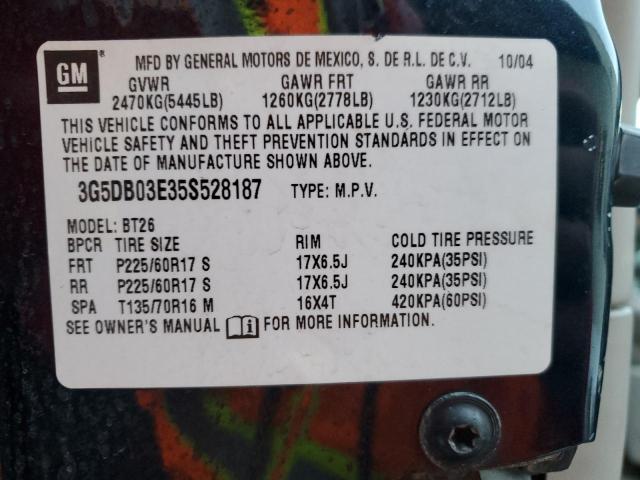 GM ® MFD BY GENERAL MOTORS DE MEXICO, S. DE R.L. DE C.V. 10/04
GVWR GAWR FRT GAWR RR
2470KG(5445LB) 1260KG(2778LB) 1230KG(2712LB)
THIS VEHICLE CONFORMS TO ALL APPLICABLE U.S. FEDERAL MOTOR
VEHICLE SAFETY AND THEFT PREVENTION STANDARDS IN EFFECT ON
THE DATE OF MANUFACTURE SHOWN ABOVE.
3G5DB03E35S528187 TYPE: M.P.V.
MODEL: BT26
BPCR TIRE SIZE RIM COLD TIRE PRESSURE
FRT P225/60R17 S 17X6.5J 240KPA(35PSI)
RR P225/60R17 S 17X6.5J 240KPA(35PSI)
SPA T135/70R16 M 16X4T 420KPA(60PSI)
SEE OWNER'S MANUAL FOR MORE INFORMATION.